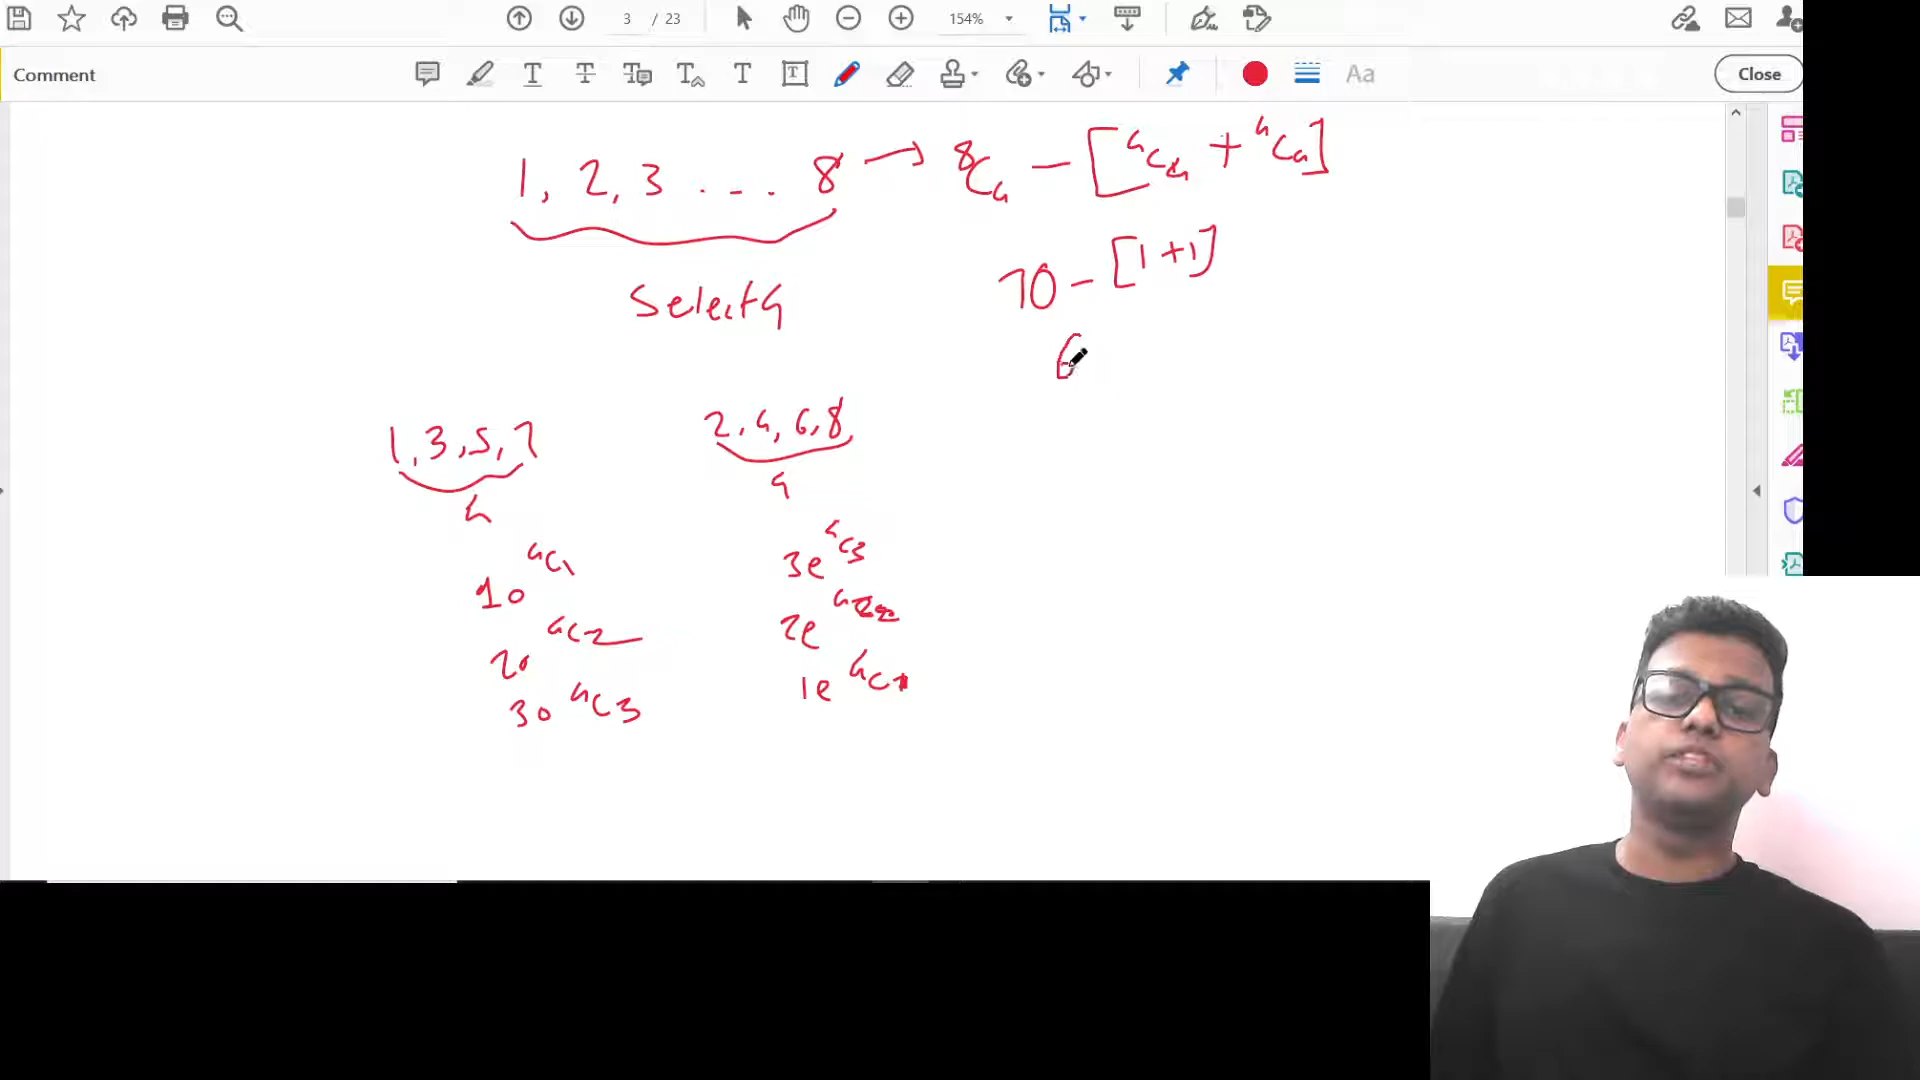 3 / 23
154%
Comment
Aa
Close
1, 2, 3 . - - . 8 → ⁸C₄ - [⁴C₄ + ⁴C₄]
Select 4
70 - [1+1]
6
1, 3, 5, 7
4
2, 4, 6, 8
4
1o ⁴C₁
3e ⁴C₃
2o ⁴C₂
2e ⁴C₂
3o ⁴C₃
1e ⁴C₁